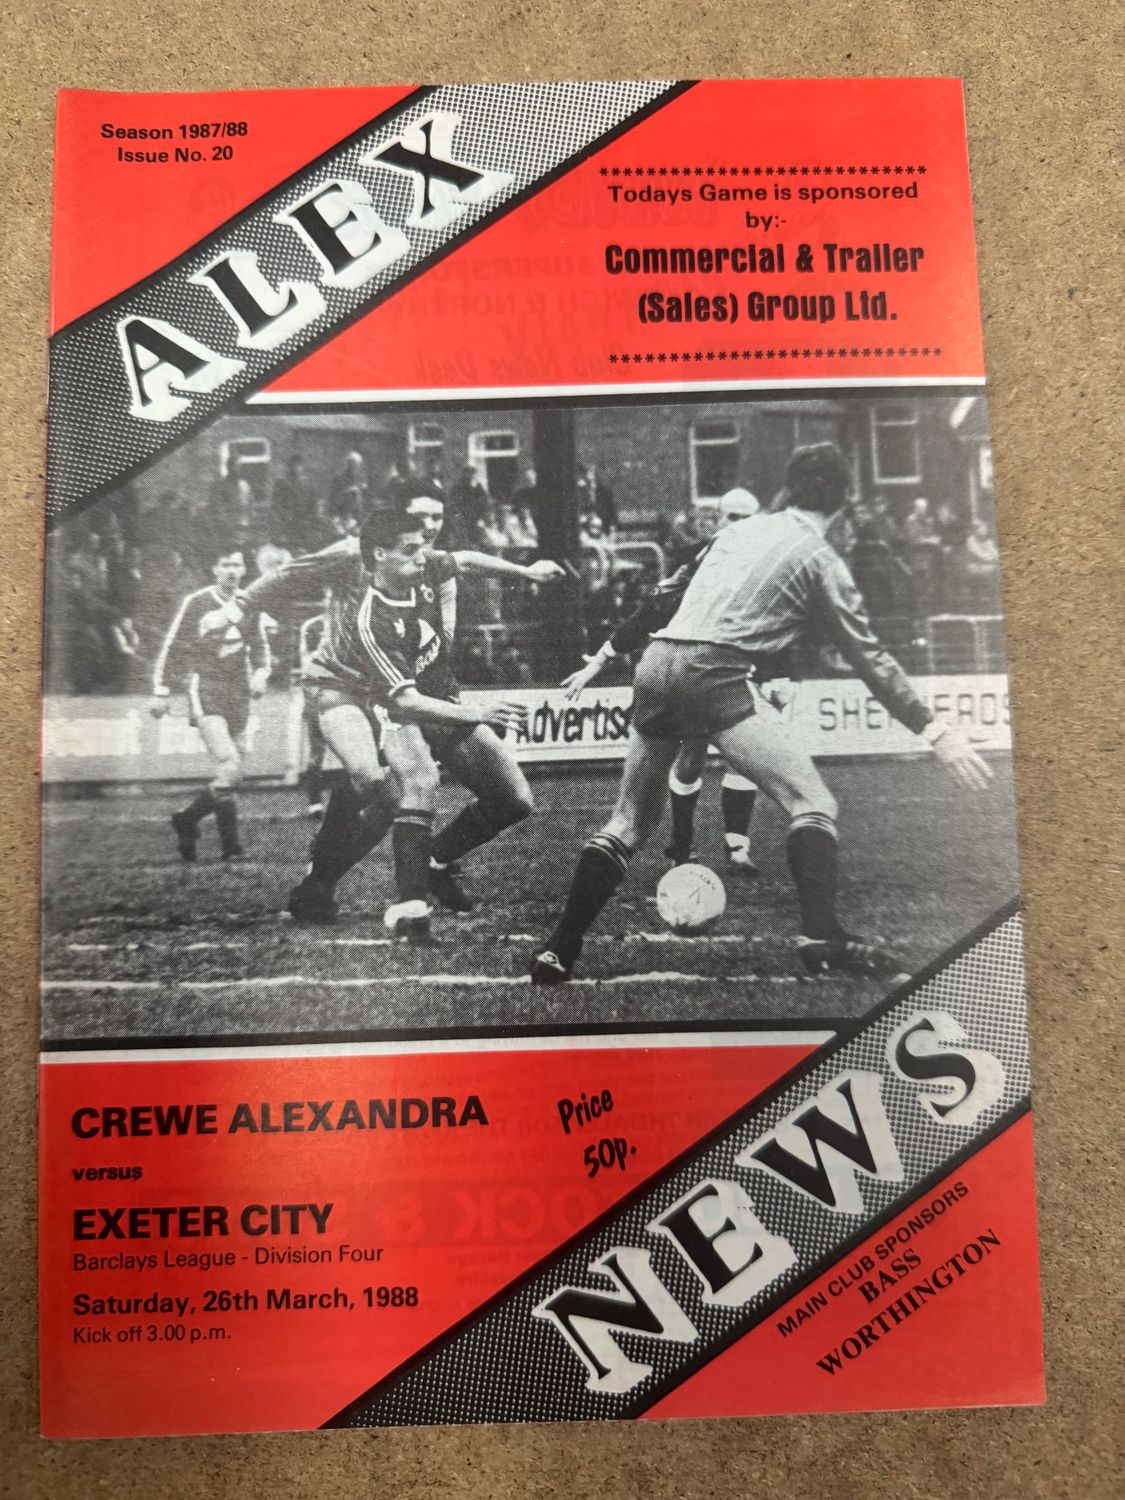 Season 1987/88
Issue No. 20
ALEX
****************************
Todays Game is sponsored
by:-
Commercial & Trailer
(Sales) Group Ltd.
****************************
Advertise
CREWE ALEXANDRA
versus
EXETER CITY
Barclays League - Division Four
Saturday, 26th March, 1988
Kick off 3.00 p.m.
Price
50p.
NEWS
MAIN CLUB SPONSORS
BASS
WORTHINGTON